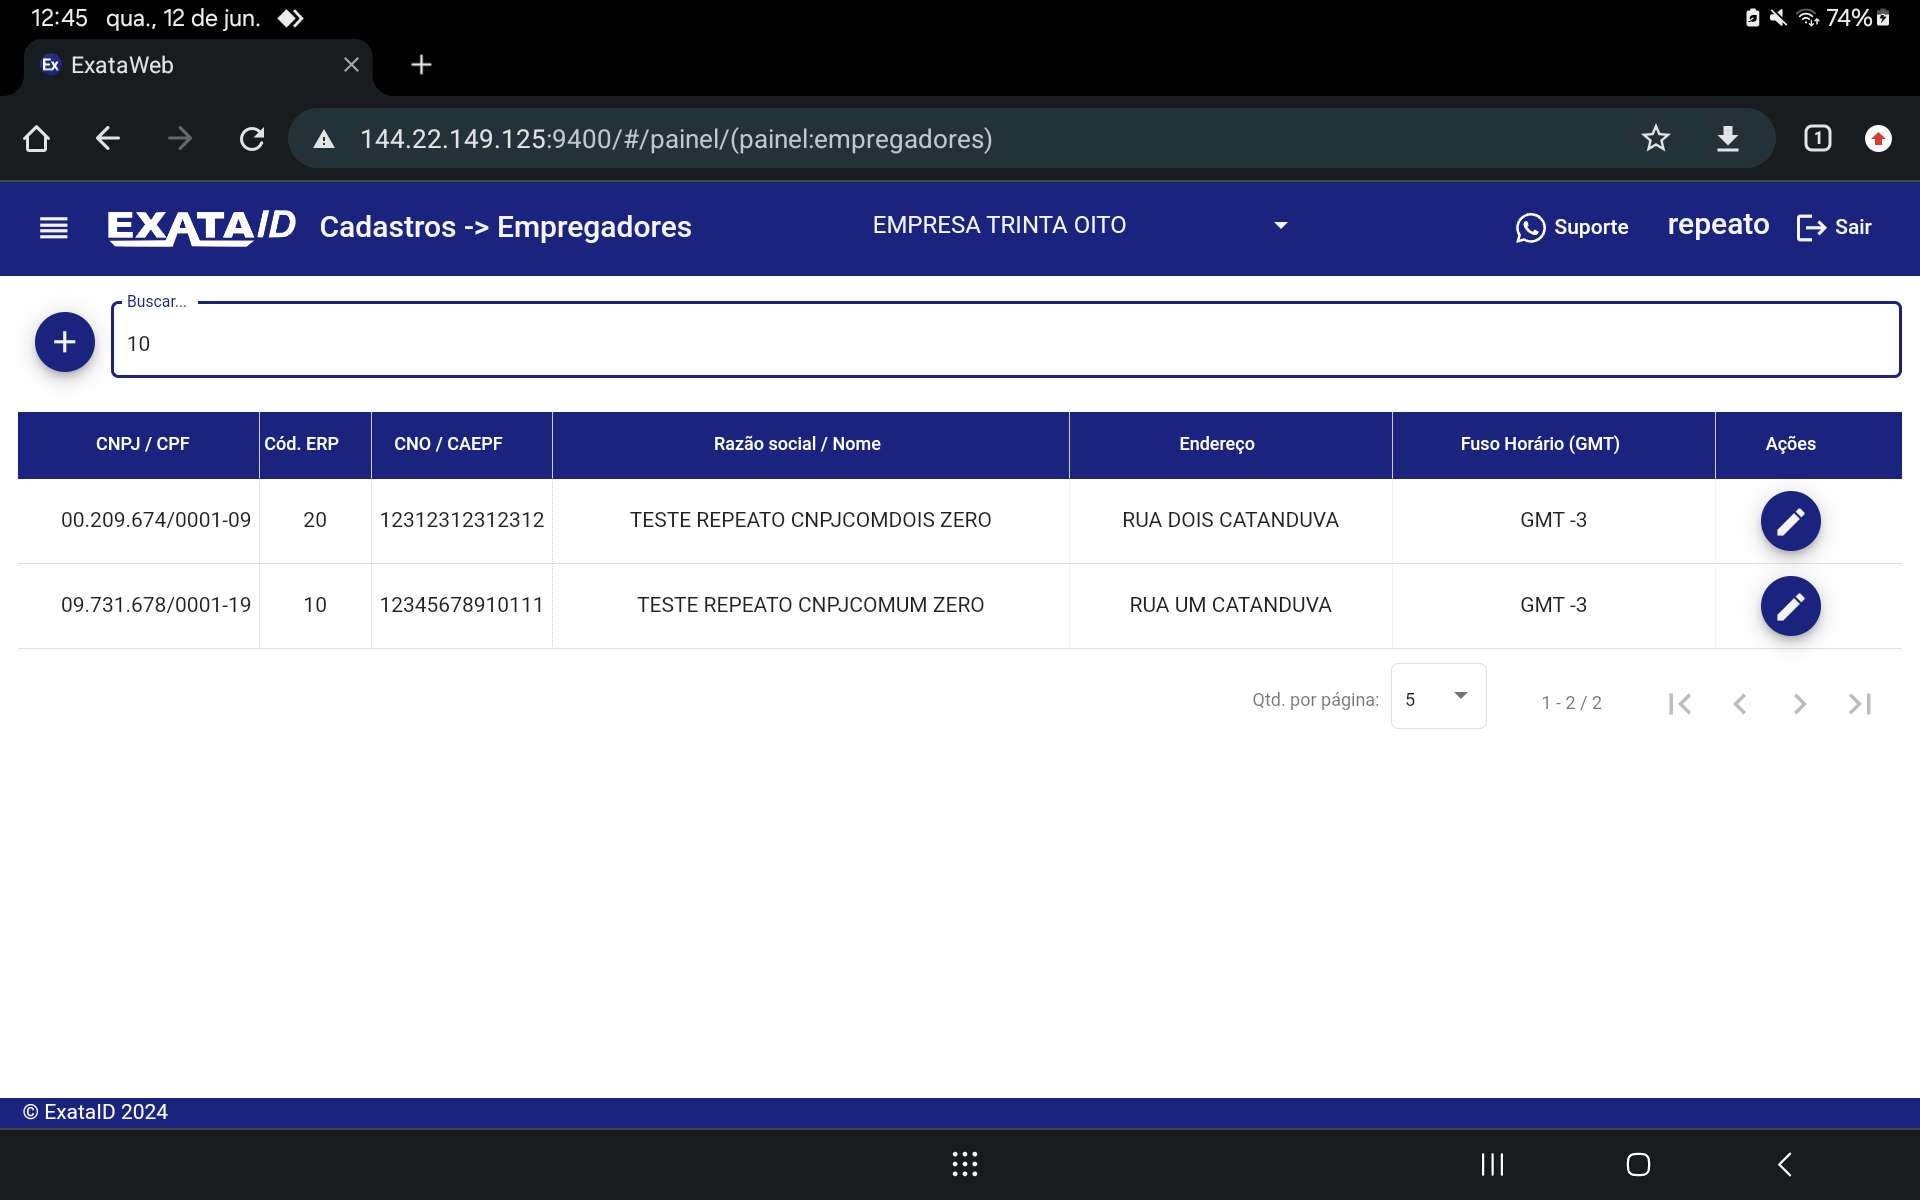 12:45 qua., 12 de jun. 74%
Ex ExataWeb
144.22.149.125:9400/#/painel/(painel:empregadores) 1
EXATAID Cadastros -> Empregadores EMPRESA TRINTA OITO Suporte repeato Sair
Buscar...
10
CNPJ / CPF Cód. ERP CNO / CAEPF Razão social / Nome Endereço Fuso Horário (GMT) Ações
00.209.674/0001-09 20 12312312312312 TESTE REPEATO CNPJCOMDOIS ZERO RUA DOIS CATANDUVA GMT -3
09.731.678/0001-19 10 12345678910111 TESTE REPEATO CNPJCOMUM ZERO RUA UM CATANDUVA GMT -3
Qtd. por página: 5 1 - 2 / 2
© ExataID 2024